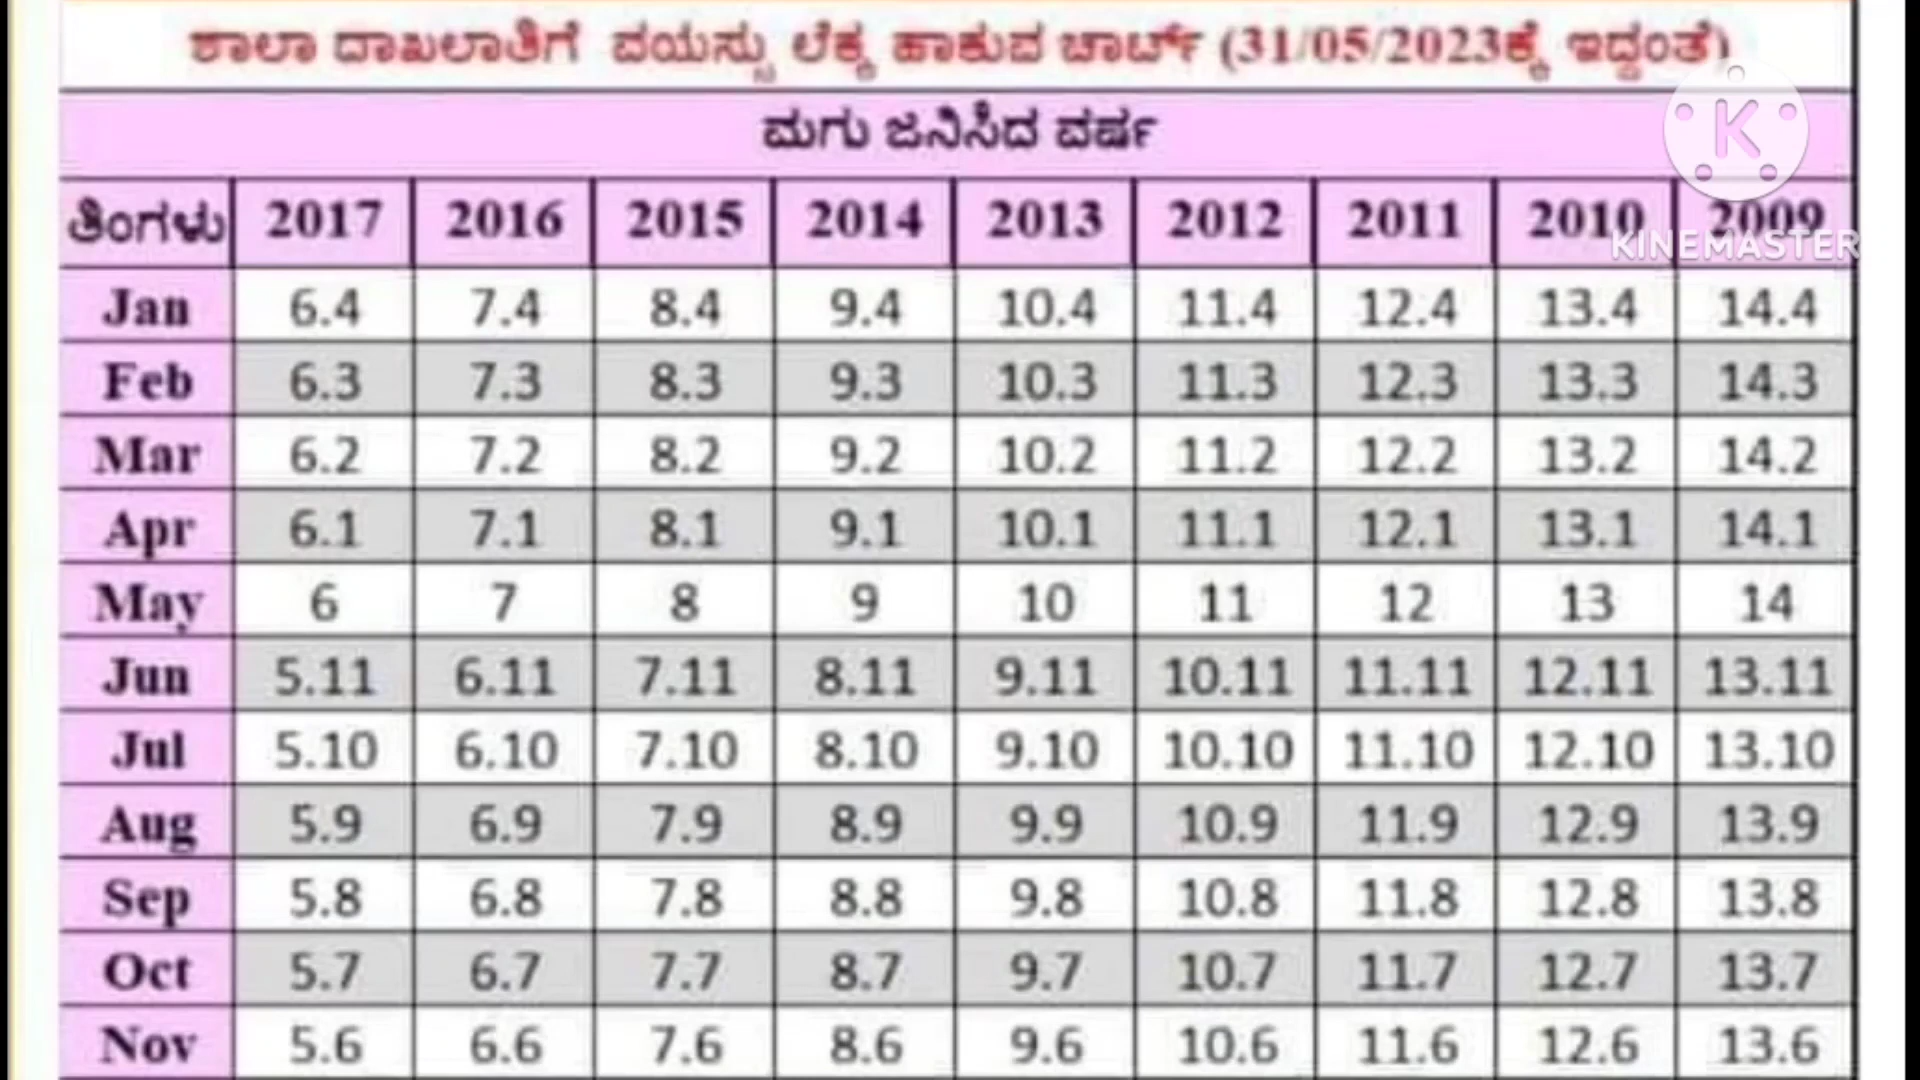 ಶಾಲಾ ದಾಖಲಾತಿಗೆ ವಯಸ್ಸು ಲೆಕ್ಕ ಹಾಕುವ ಚಾರ್ಟ್ (31/05/2023ಕ್ಕೆ ಇದ್ದಂತೆ)
ಮಗು ಜನಿಸಿದ ವರ್ಷ
ತಿಂಗಳು 2017 2016 2015 2014 2013 2012 2011 2010 2009
K
KINEMASTER
Jan 6.4 7.4 8.4 9.4 10.4 11.4 12.4 13.4 14.4
Feb 6.3 7.3 8.3 9.3 10.3 11.3 12.3 13.3 14.3
Mar 6.2 7.2 8.2 9.2 10.2 11.2 12.2 13.2 14.2
Apr 6.1 7.1 8.1 9.1 10.1 11.1 12.1 13.1 14.1
May 6 7 8 9 10 11 12 13 14
Jun 5.11 6.11 7.11 8.11 9.11 10.11 11.11 12.11 13.11
Jul 5.10 6.10 7.10 8.10 9.10 10.10 11.10 12.10 13.10
Aug 5.9 6.9 7.9 8.9 9.9 10.9 11.9 12.9 13.9
Sep 5.8 6.8 7.8 8.8 9.8 10.8 11.8 12.8 13.8
Oct 5.7 6.7 7.7 8.7 9.7 10.7 11.7 12.7 13.7
Nov 5.6 6.6 7.6 8.6 9.6 10.6 11.6 12.6 13.6